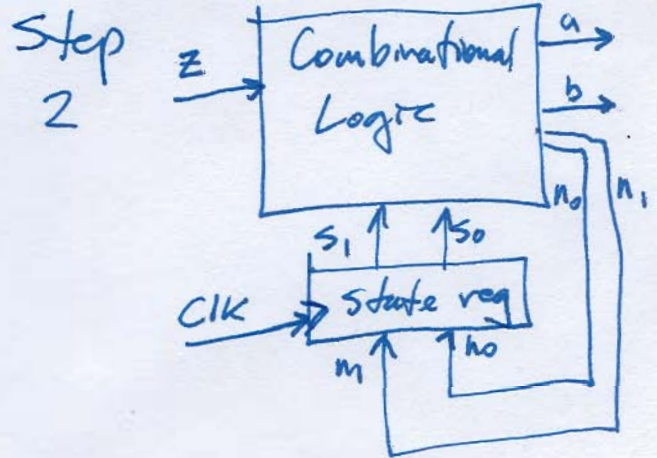 Step
2
z
Combinational
Logic
a
b
n0
n1
s1
s0
Clk
State reg
n1
n0